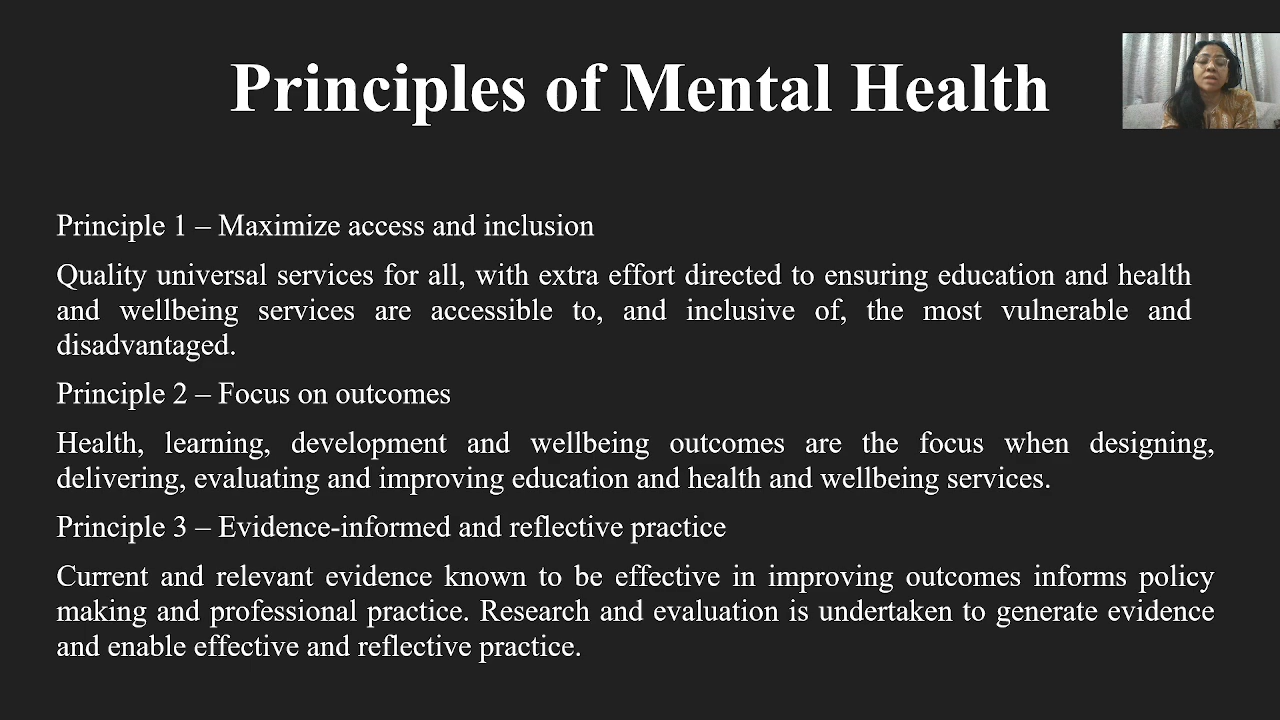 Principles of Mental Health
Principle 1 – Maximize access and inclusion
Quality universal services for all, with extra effort directed to ensuring education and health
and wellbeing services are accessible to, and inclusive of, the most vulnerable and
disadvantaged.
Principle 2 – Focus on outcomes
Health, learning, development and wellbeing outcomes are the focus when designing,
delivering, evaluating and improving education and health and wellbeing services.
Principle 3 – Evidence-informed and reflective practice
Current and relevant evidence known to be effective in improving outcomes informs policy
making and professional practice. Research and evaluation is undertaken to generate evidence
and enable effective and reflective practice.